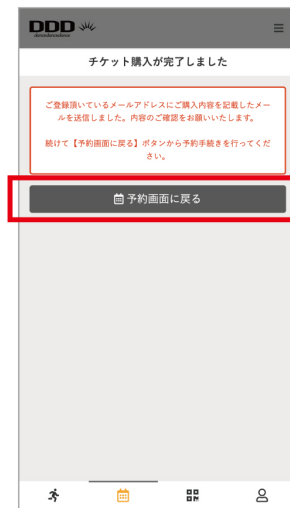 DDD
チケット購入が完了しました
ご登録頂いているメールアドレスにご購入内容を記載したメー
ルを送信しました。内容のご確認をお願いいたします。
続けて【予約画面に戻る】ボタンから予約手続きを行ってくだ
さい。
予約画面に戻る